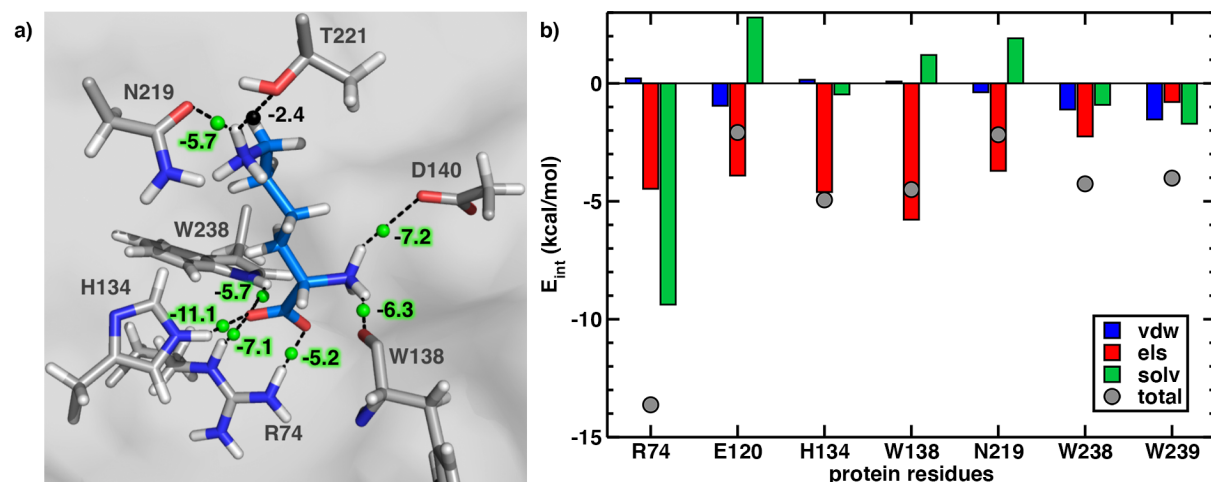 a)
T221
N219
-2.4
-5.7
D140
W238
-7.2
H134
-5.7
-11.1
-6.3
-7.1
-5.2
W138
R74
b)
E_int (kcal/mol)
0
-5
-10
-15
vdw
els
solv
total
R74 E120 H134 W138 N219 W238 W239
protein residues